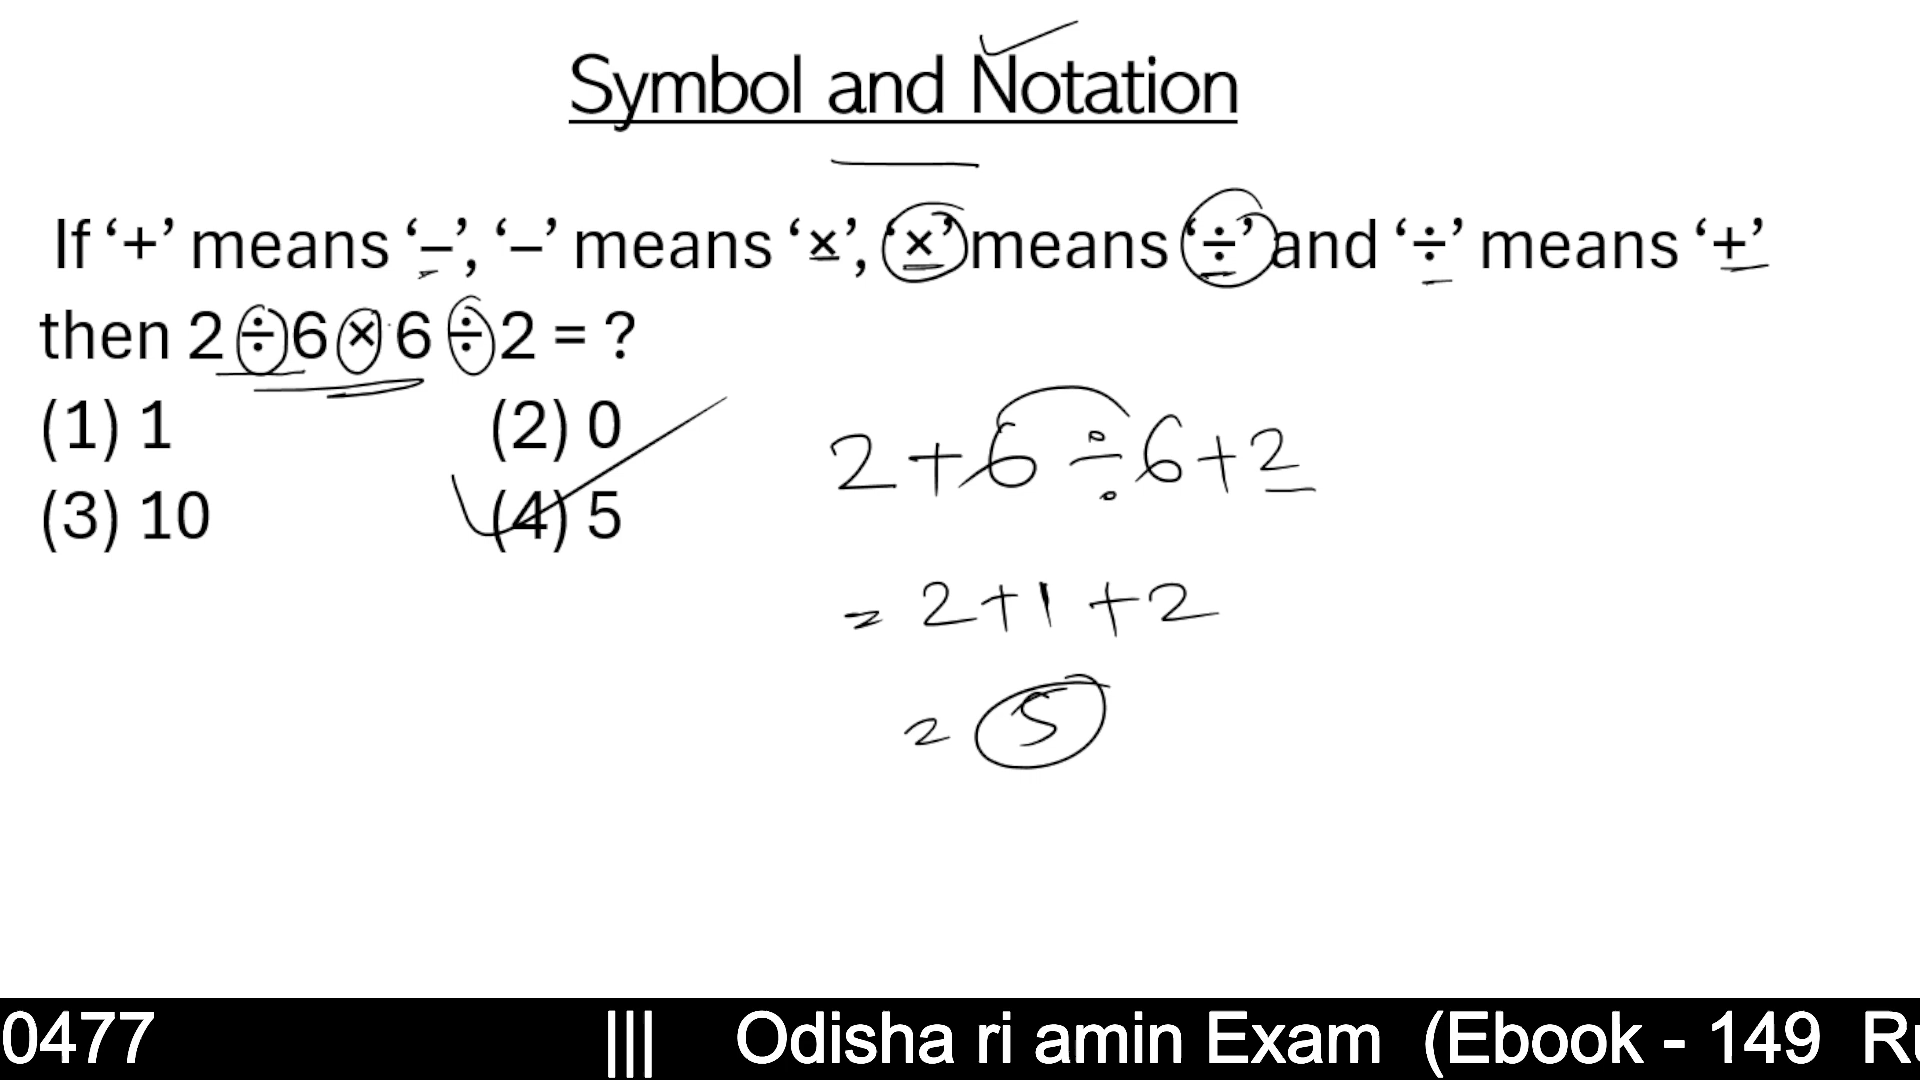 Symbol and Notation
If ‘+’ means ‘–’, ‘–’ means ‘×’, ‘×’ means ‘÷’ and ‘÷’ means ‘+’
then 2 ÷ 6 × 6 ÷ 2 = ?
(1) 1 (2) 0
(3) 10 (4) 5
2 + 6 ÷ 6 + 2
= 2 + 1 + 2
= 5
0477 ||| Odisha ri amin Exam (Ebook - 149